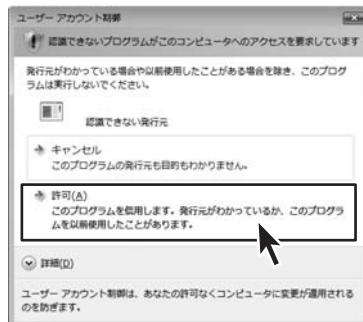 ユーザー アカウント制御
認識できないプログラムがこのコンピュータへのアクセスを要求しています
発行元がわかっている場合や以前使用したことがある場合を除き、このプログ
ラムは実行しないでください。
認識できない発行元
キャンセル
このプログラムの発行元も目的もわかりません。
許可(A)
このプログラムを信用します。発行元がわかっているか、このプログラ
ムを以前使用したことがあります。
詳細(D)
ユーザー アカウント制御は、あなたの許可なくコンピュータに変更が適用される
のを防ぎます。